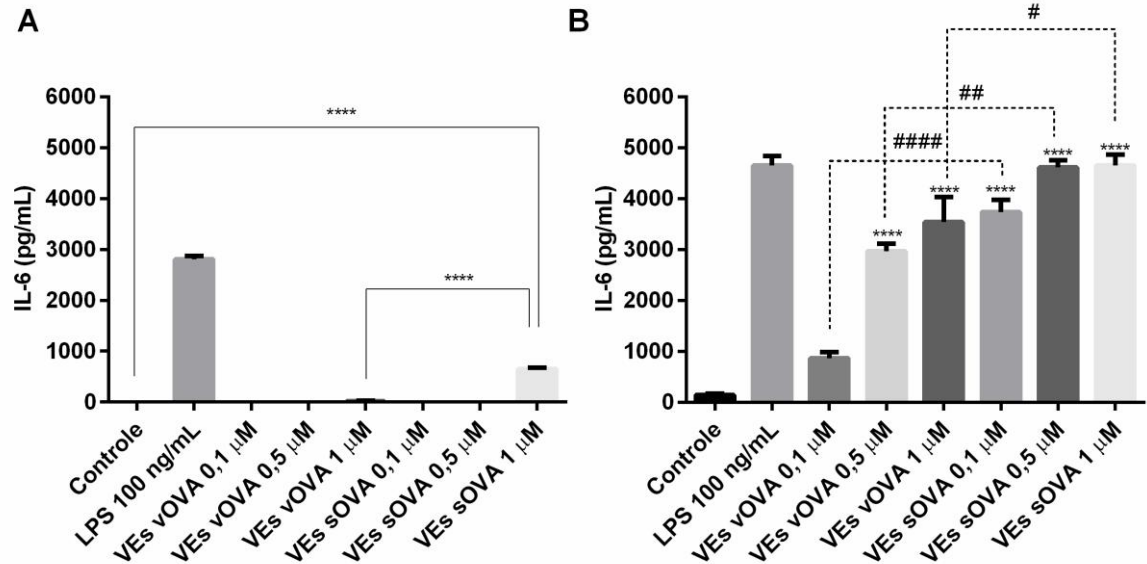 A
IL-6 (pg/mL)
6000
5000
4000
3000
2000
1000
0
****
****
Controle
LPS 100 ng/mL
VEs vOVA 0,1 μM
VEs vOVA 0,5 μM
VEs vOVA 1 μM
VEs sOVA 0,1 μM
VEs sOVA 0,5 μM
VEs sOVA 1 μM
B
IL-6 (pg/mL)
6000
5000
4000
3000
2000
1000
0
#
##
####
****
****
****
****
****
Controle
LPS 100 ng/mL
VEs vOVA 0,1 μM
VEs vOVA 0,5 μM
VEs vOVA 1 μM
VEs sOVA 0,1 μM
VEs sOVA 0,5 μM
VEs sOVA 1 μM